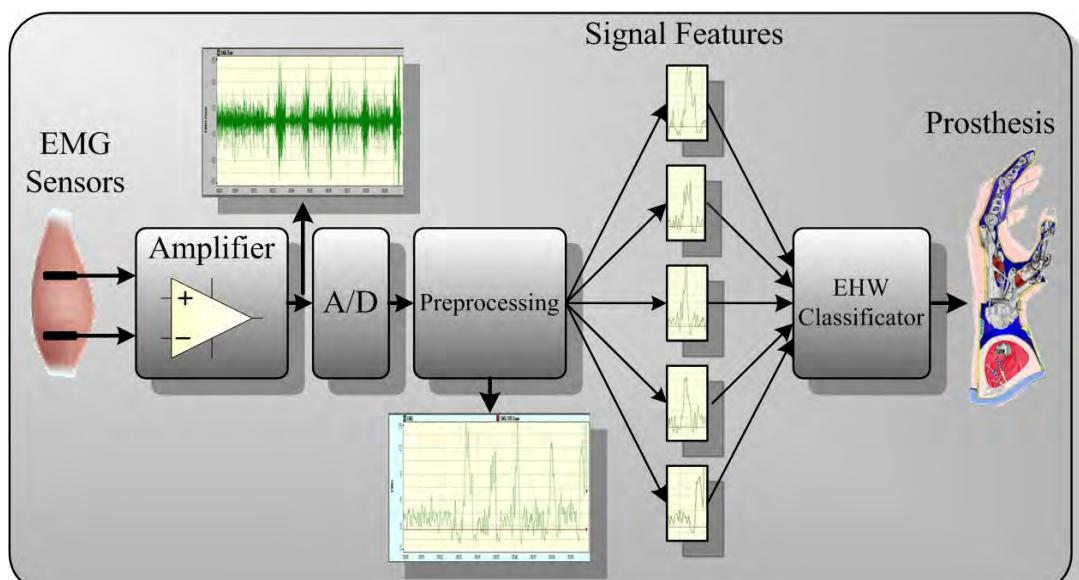 Signal Features
EMG
Sensors
Prosthesis
Amplifier
+
−
A/D
Preprocessing
EHW
Classificator